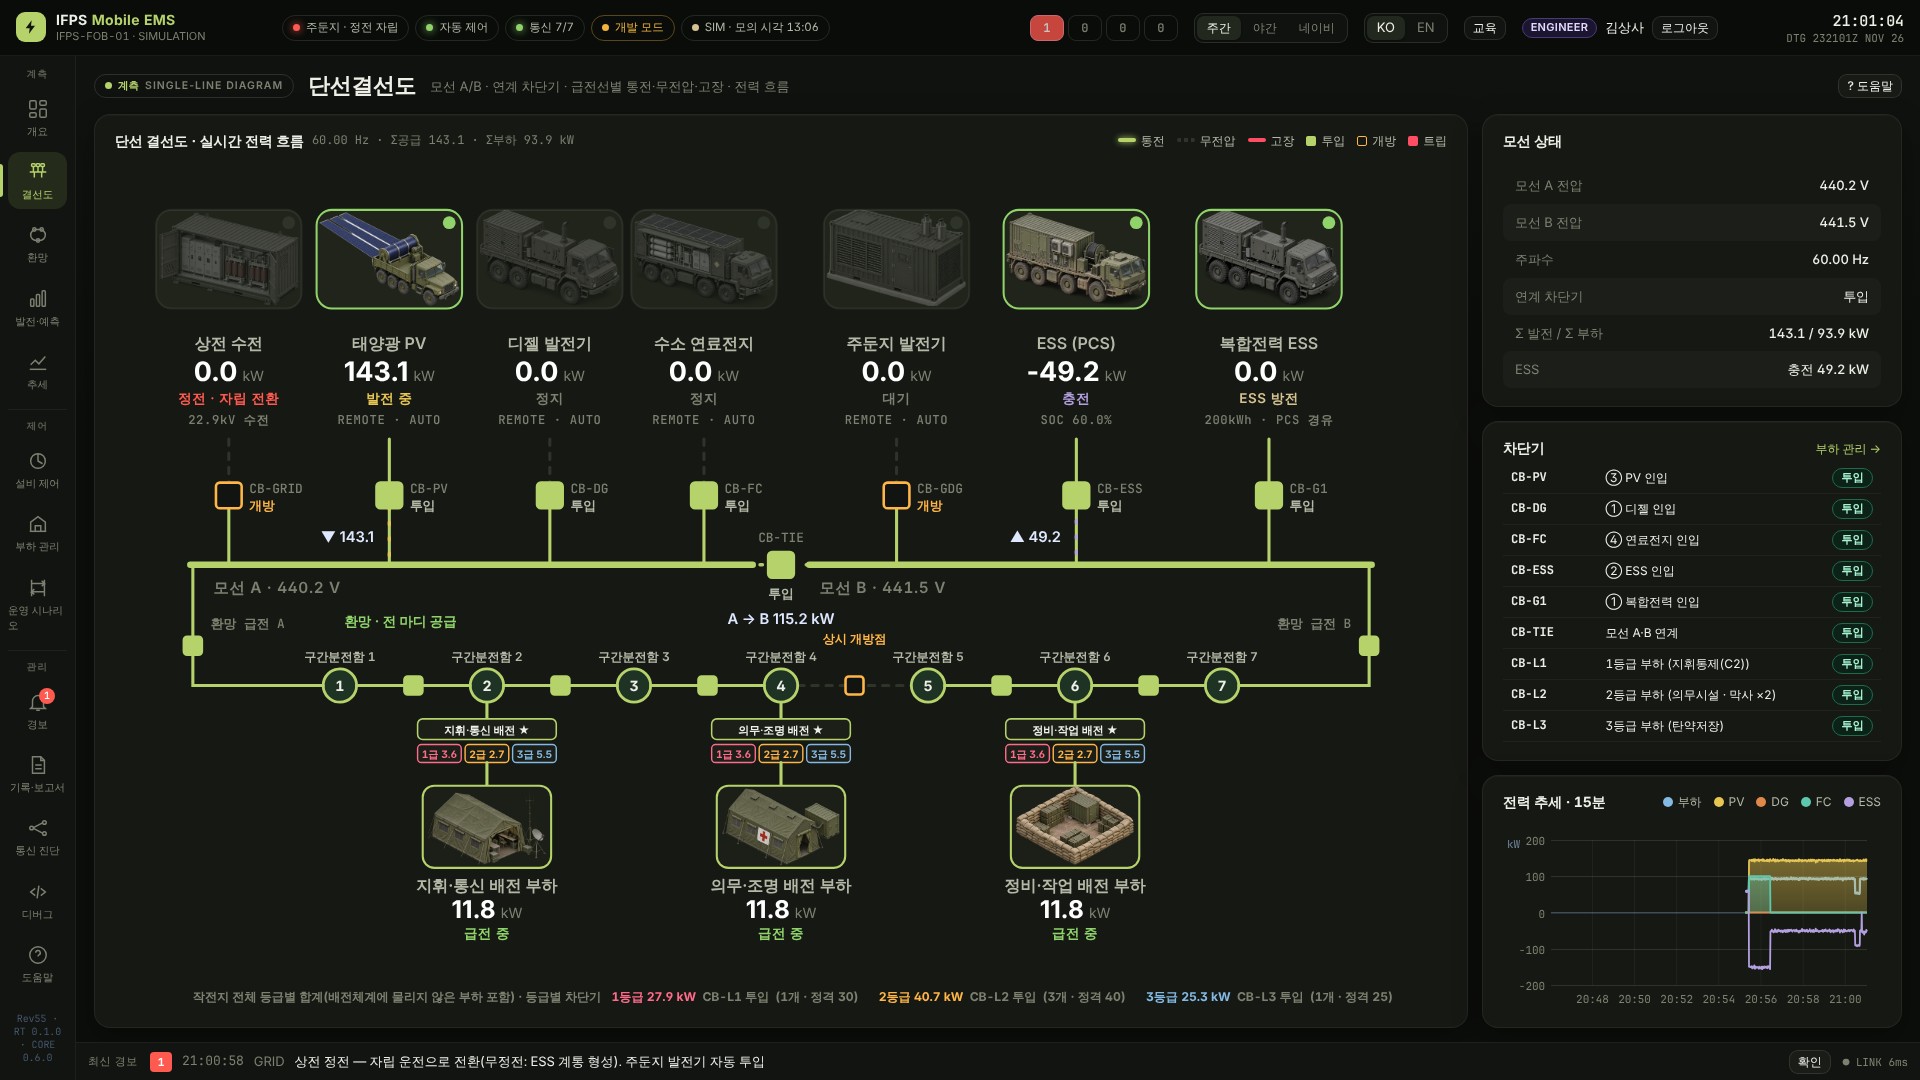 IFPS Mobile EMS
IFPS-FOB-01 · SIMULATION
주둔지 · 정전 자립
자동 제어
통신 7/7
개발 모드
SIM · 모의 시각 13:06
1 0 0 0
주간 야간 네이비
KO EN
교육
ENGINEER 김상사 로그아웃
21:01:04
DTG 232101Z NOV 26
계측
개요
결선도
환망
발전·예측
추세
제어
설비 제어
부하 관리
운영 시나리오
관리
1
경보
기록·보고서
통신 진단
디버그
도움말
RevS5 ·
RT 0.1.0
· CORE
0.6.0
계측 SINGLE-LINE DIAGRAM 단선결선도 모선 A/B · 연계 차단기 · 급전선별 통전·무전압·고장 · 전력 흐름
? 도움말
단선 결선도 · 실시간 전력 흐름 60.00 Hz · Σ공급 143.1 · Σ부하 93.9 kW
통전 무전압 고장 투입 개방 트립
상전 수전 태양광 PV 디젤 발전기 수소 연료전지 주둔지 발전기 ESS (PCS) 복합전력 ESS
0.0 kW 143.1 kW 0.0 kW 0.0 kW 0.0 kW -49.2 kW 0.0 kW
정전 · 자립 전환 발전 중 정지 정지 대기 충전 ESS 방전
22.9kV 수전 REMOTE · AUTO REMOTE · AUTO REMOTE · AUTO REMOTE · AUTO SOC 60.0% 200kWh · PCS 경유
CB-GRID CB-PV CB-DG CB-FC CB-GDG CB-ESS CB-G1
개방 투입 투입 투입 개방 투입 투입
▼ 143.1 CB-TIE ▲ 49.2
모선 A · 440.2 V 투입 모선 B · 441.5 V
환망 급전 A 환망 · 전 마디 공급 A → B 115.2 kW 환망 급전 B
상시 개방점
구간분전함 1 구간분전함 2 구간분전함 3 구간분전함 4 구간분전함 5 구간분전함 6 구간분전함 7
1 2 3 4 5 6 7
지휘·통신 배전 ★ 의무·조명 배전 ★ 정비·작업 배전 ★
1급 3.6 2급 2.7 3급 5.5 1급 3.6 2급 2.7 3급 5.5 1급 3.6 2급 2.7 3급 5.5
지휘·통신 배전 부하 의무·조명 배전 부하 정비·작업 배전 부하
11.8 kW 11.8 kW 11.8 kW
급전 중 급전 중 급전 중
작전지 전체 등급별 합계(배전체계에 물리지 않은 부하 포함) · 등급별 차단기 1등급 27.9 kW CB-L1 투입 (1개 · 정격 30) 2등급 40.7 kW CB-L2 투입 (3개 · 정격 40) 3등급 25.3 kW CB-L3 투입 (1개 · 정격 25)
모선 상태
모선 A 전압 440.2 V
모선 B 전압 441.5 V
주파수 60.00 Hz
연계 차단기 투입
Σ 발전 / Σ 부하 143.1 / 93.9 kW
ESS 충전 49.2 kW
차단기 부하 관리 →
CB-PV ③ PV 인입 투입
CB-DG ① 디젤 인입 투입
CB-FC ④ 연료전지 인입 투입
CB-ESS ② ESS 인입 투입
CB-G1 ① 복합전력 인입 투입
CB-TIE 모선 A·B 연계 투입
CB-L1 1등급 부하 (지휘통제(C2)) 투입
CB-L2 2등급 부하 (의무시설 · 막사 ×2) 투입
CB-L3 3등급 부하 (탄약저장) 투입
전력 추세 · 15분 부하 PV DG FC ESS
kW 200
100
0
-100
-200
20:48 20:50 20:52 20:54 20:56 20:58 21:00
최신 경보 1 21:00:58 GRID 상전 정전 — 자립 운전으로 전환(무정전: ESS 계통 형성). 주둔지 발전기 자동 투입 확인 LINK 6ms